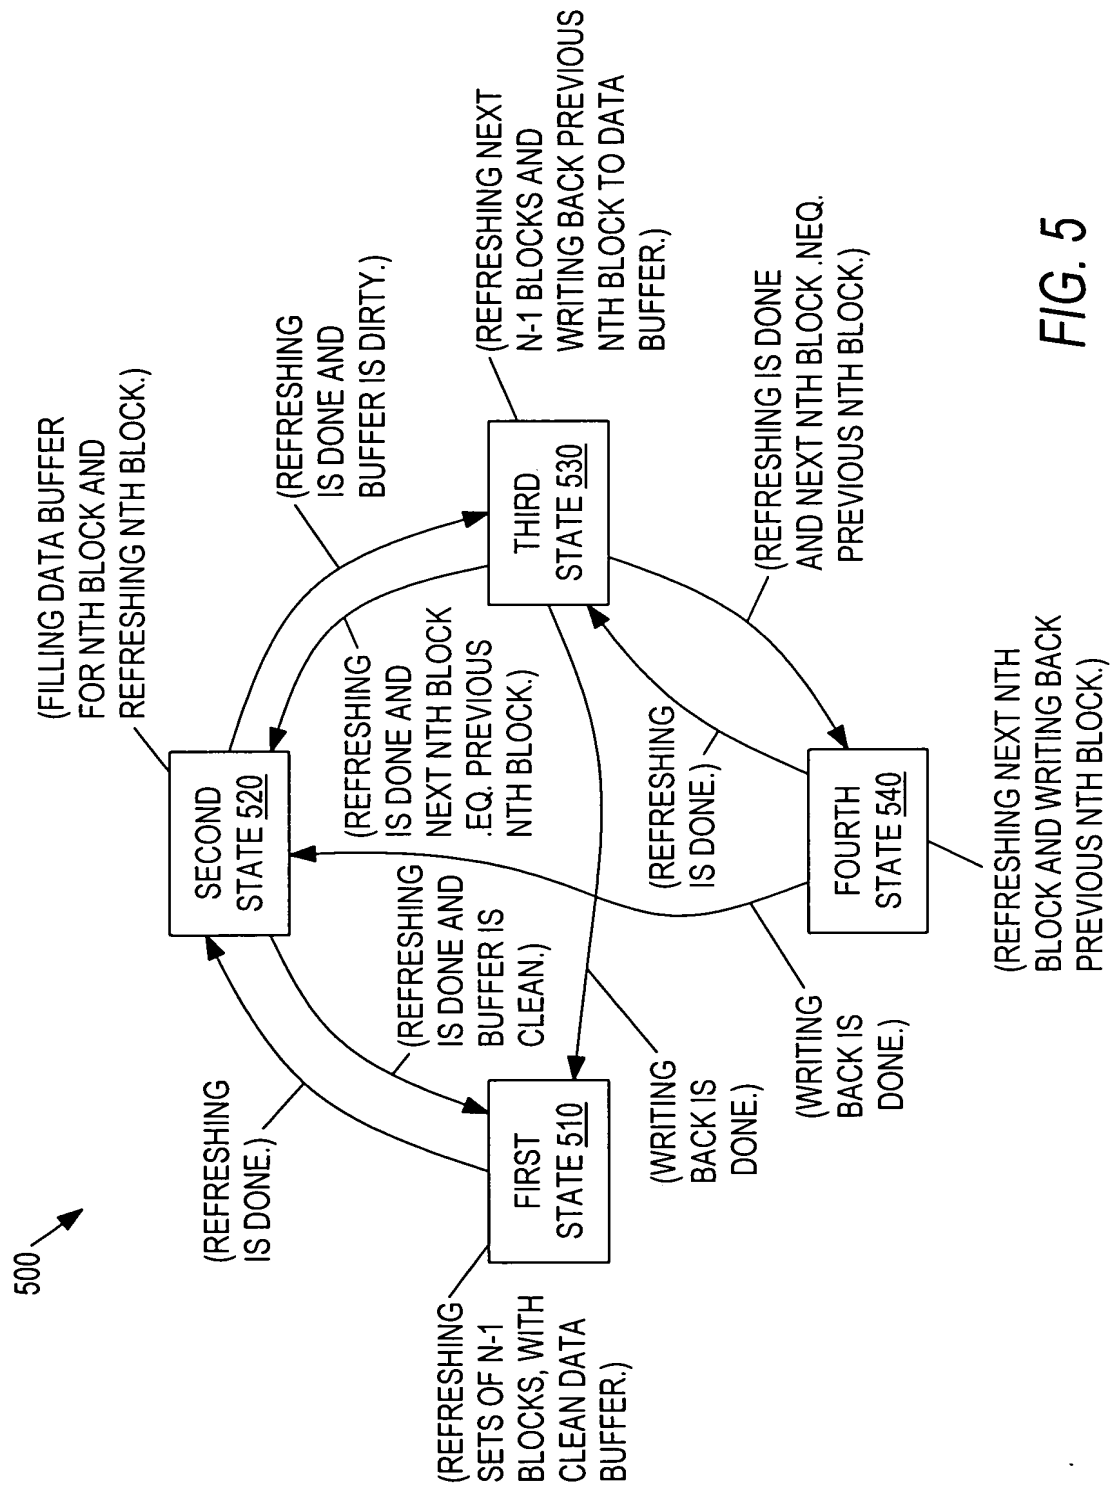 500
(REFRESHING
IS DONE.)
(FILLING DATA BUFFER
FOR NTH BLOCK AND
REFRESHING NTH BLOCK.)
SECOND
STATE 520
(REFRESHING
IS DONE AND
BUFFER IS DIRTY.)
(REFRESHING
SETS OF N-1
BLOCKS, WITH
CLEAN DATA
BUFFER.)
FIRST
STATE 510
(REFRESHING
IS DONE AND
BUFFER IS
CLEAN.)
(REFRESHING
IS DONE AND
NEXT NTH BLOCK
.EQ. PREVIOUS
NTH BLOCK.)
THIRD
STATE 530
(REFRESHING NEXT
N-1 BLOCKS AND
WRITING BACK PREVIOUS
NTH BLOCK TO DATA
BUFFER.)
(WRITING
BACK IS
DONE.)
(REFRESHING
IS DONE.)
(REFRESHING IS DONE
AND NEXT NTH BLOCK .NEQ.
PREVIOUS NTH BLOCK.)
(WRITING
BACK IS
DONE.)
FOURTH
STATE 540
(REFRESHING NEXT NTH
BLOCK AND WRITING BACK
PREVIOUS NTH BLOCK.)
FIG. 5